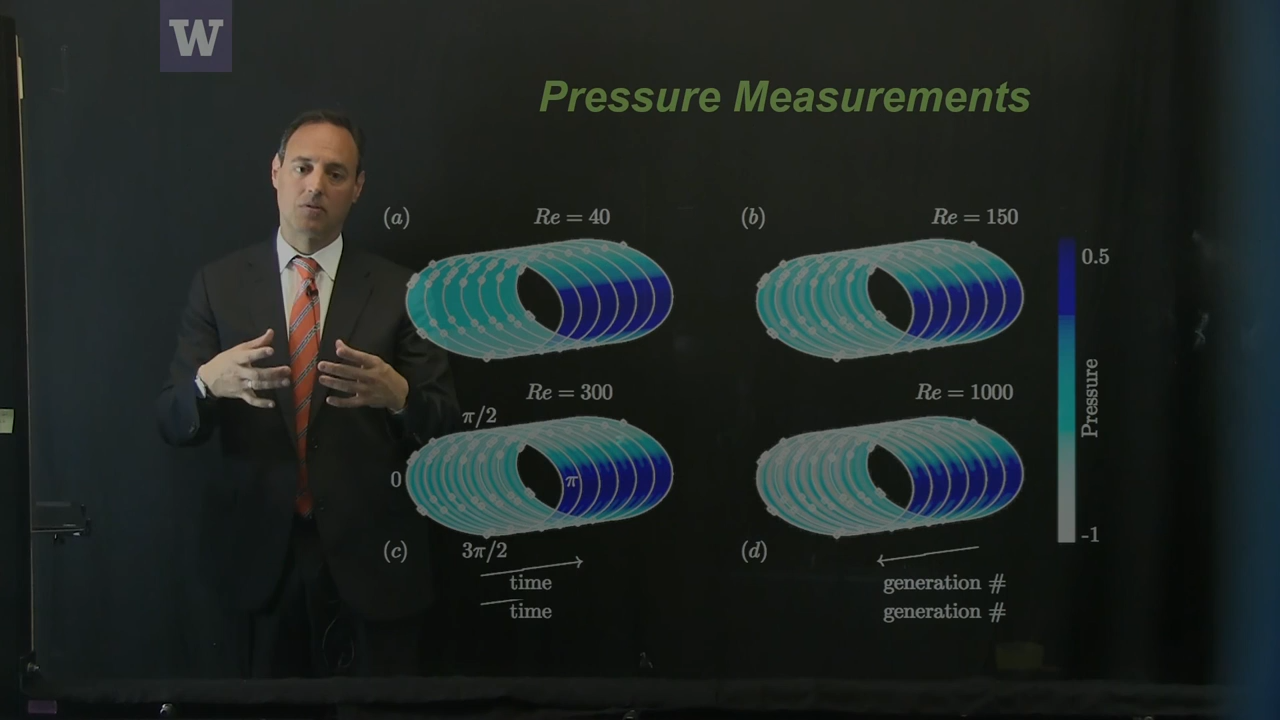 W
Pressure Measurements
(a) Re = 40
(b) Re = 150
0.5
Re = 300
Re = 1000
π/2
0
π
Pressure
-1
(c) 3π/2
(d)
time
generation #
time
generation #